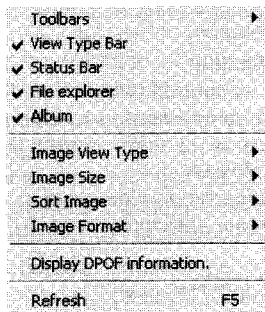 Toolbars
View Type Bar
Status Bar
File explorer
Album
Image View Type
Image Size
Sort Image
Image Format
Display DPOF information.
Refresh F5